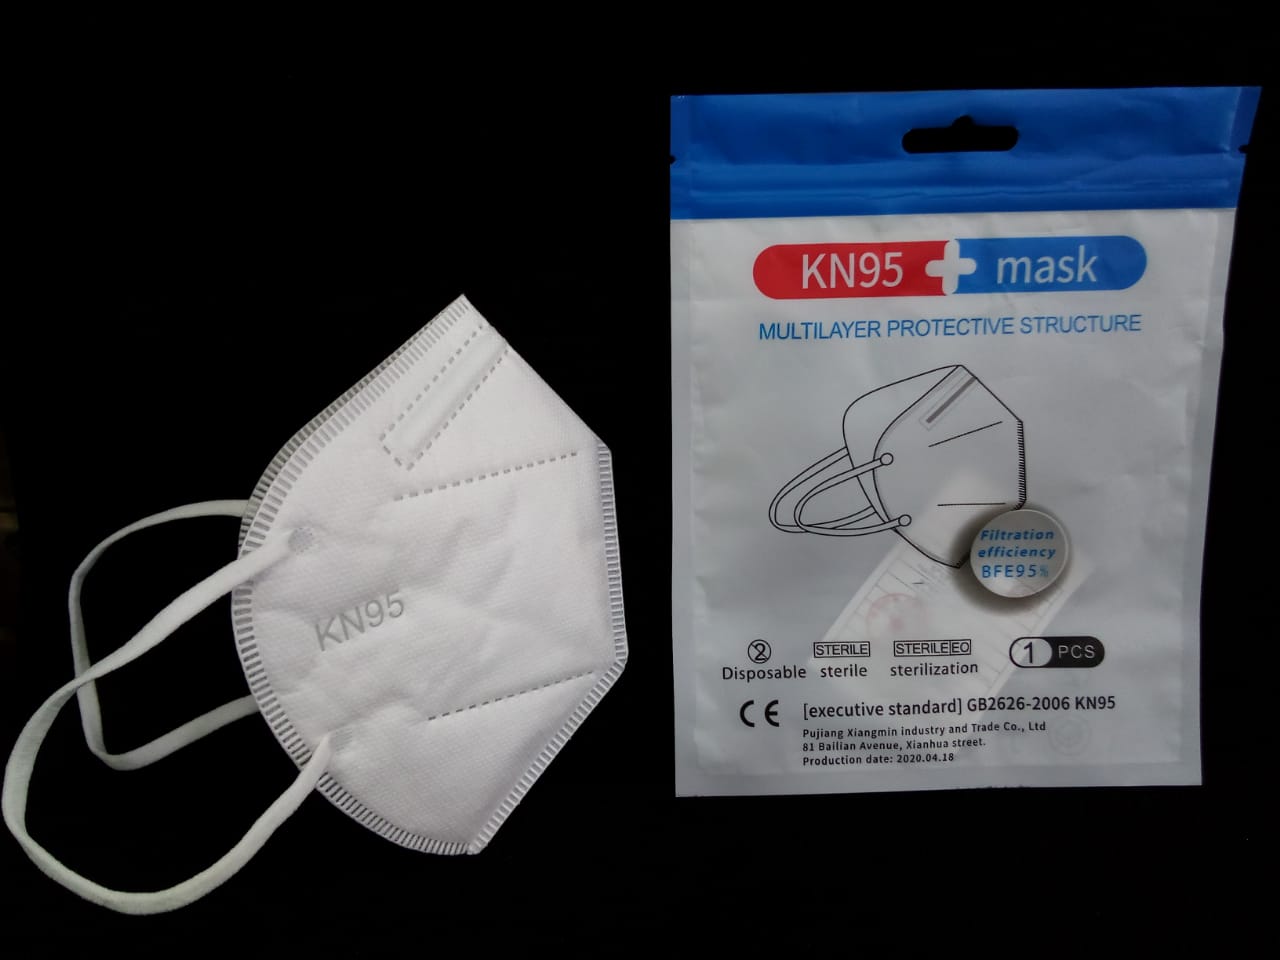 KN95
KN95 mask
MULTILAYER PROTECTIVE STRUCTURE
Filtration
efficiency
BFE95%
2 STERILE STERILE EO 1 PCS
Disposable sterile sterilization
CE [executive standard] GB2626-2006 KN95
Pujiang Xiangmin industry and Trade Co., Ltd
81 Bailian Avenue, Xianhua street.
Production date: 2020.04.18